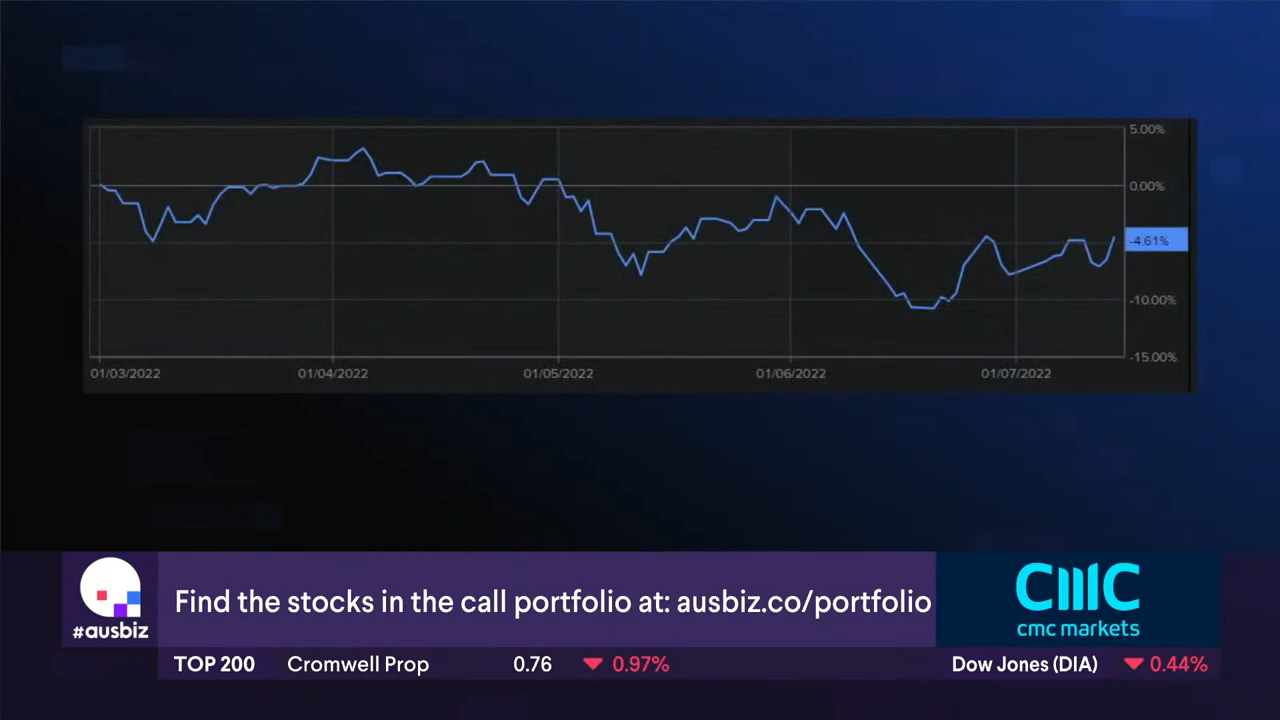 5.00%
0.00%
-4.61%
-10.00%
-15.00%
01/03/2022 01/04/2022 01/05/2022 01/06/2022 01/07/2022
Find the stocks in the call portfolio at: ausbiz.co/portfolio
#ausbiz
CMC
cmc markets
TOP 200 Cromwell Prop 0.76 0.97% Dow Jones (DIA) 0.44%